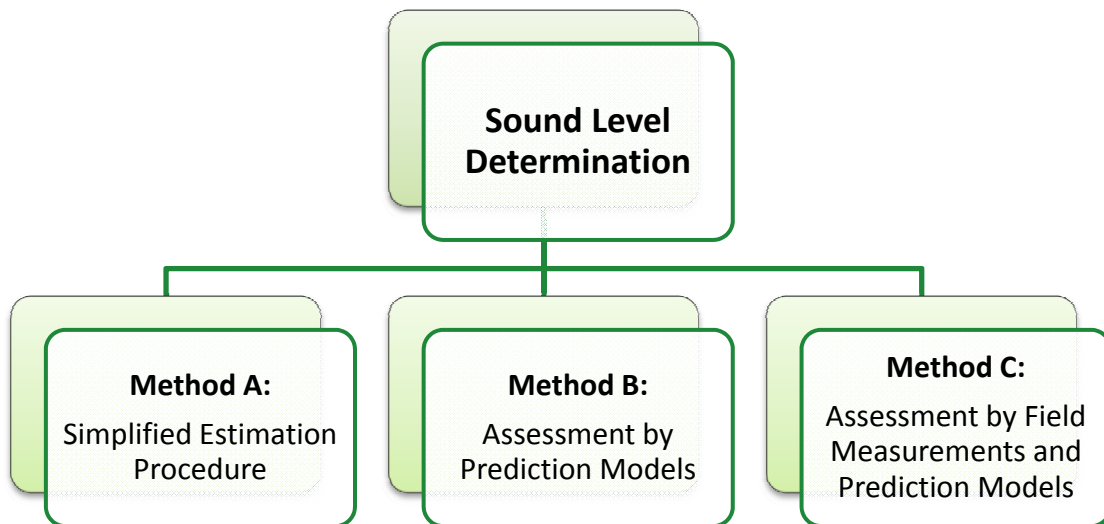 Sound Level
Determination
Method A:
Simplified Estimation
Procedure
Method B:
Assessment by
Prediction Models
Method C:
Assessment by Field
Measurements and
Prediction Models